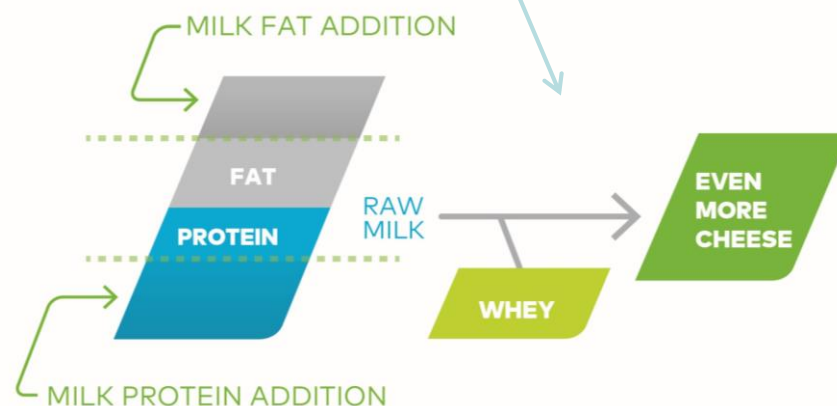 MILK FAT ADDITION
FAT
PROTEIN
RAW
MILK
WHEY
EVEN
MORE
CHEESE
MILK PROTEIN ADDITION